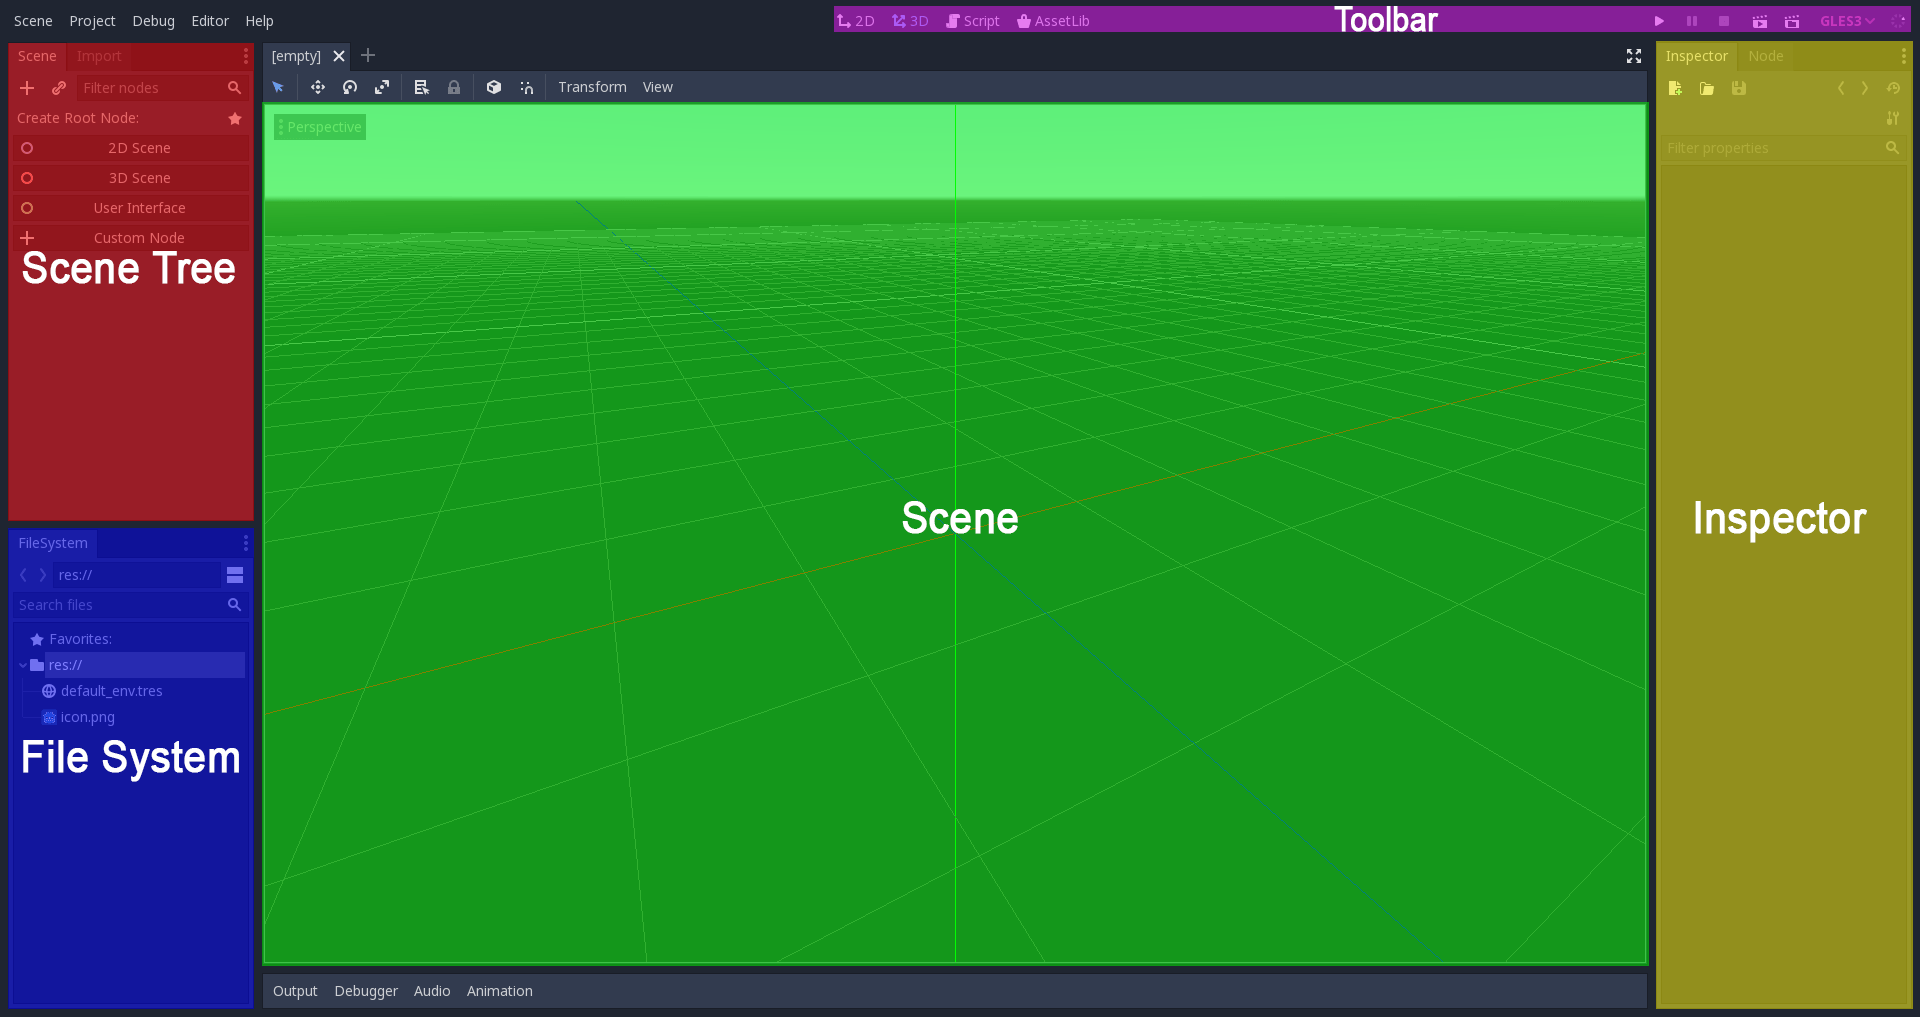 Scene Project Debug Editor Help
2D 3D Script AssetLib
Toolbar
GLES3
Scene Import
Filter nodes
Create Root Node:
2D Scene
3D Scene
User Interface
Custom Node
Scene Tree
FileSystem
res://
Search files
Favorites:
res://
default_env.tres
icon.png
File System
[empty]
Transform View
Perspective
Scene
Output Debugger Audio Animation
Inspector Node
Filter properties
Inspector